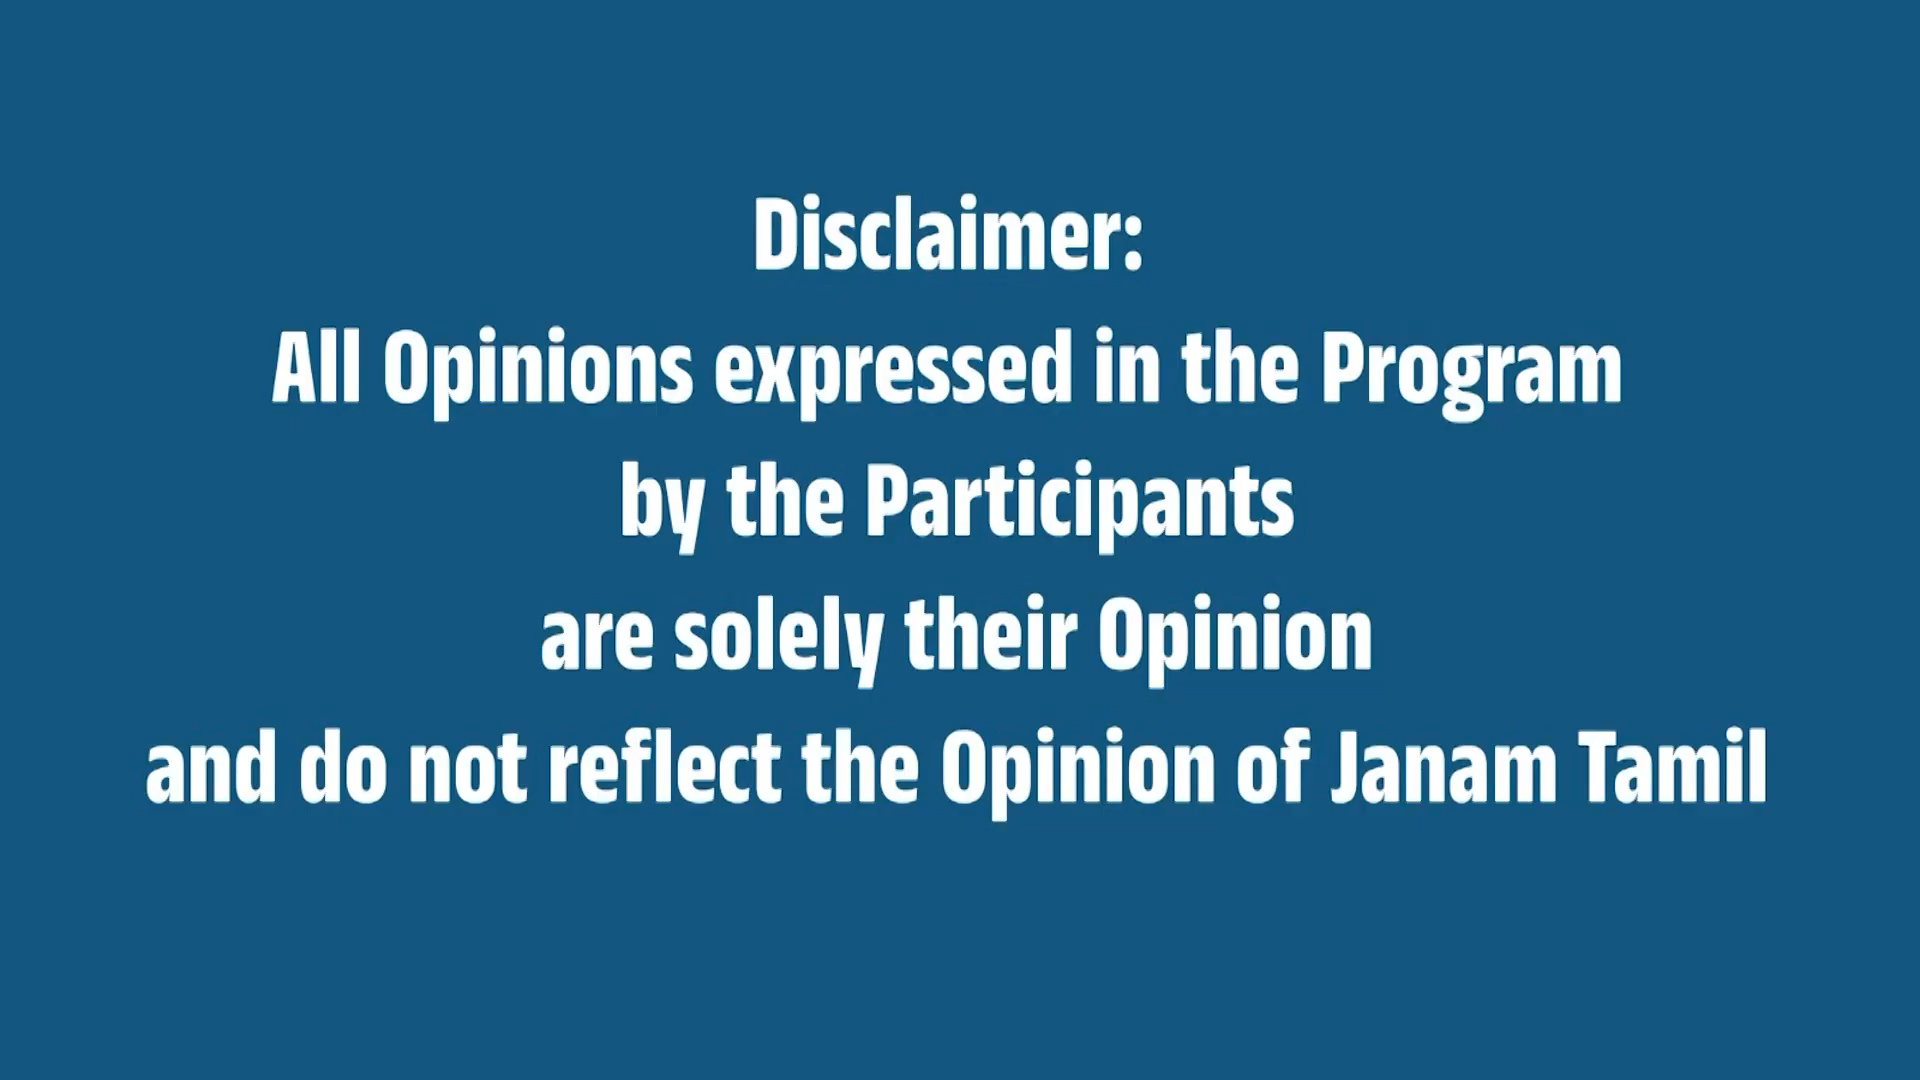 Disclaimer:
All Opinions expressed in the Program
by the Participants
are solely their Opinion
and do not reflect the Opinion of Janam Tamil